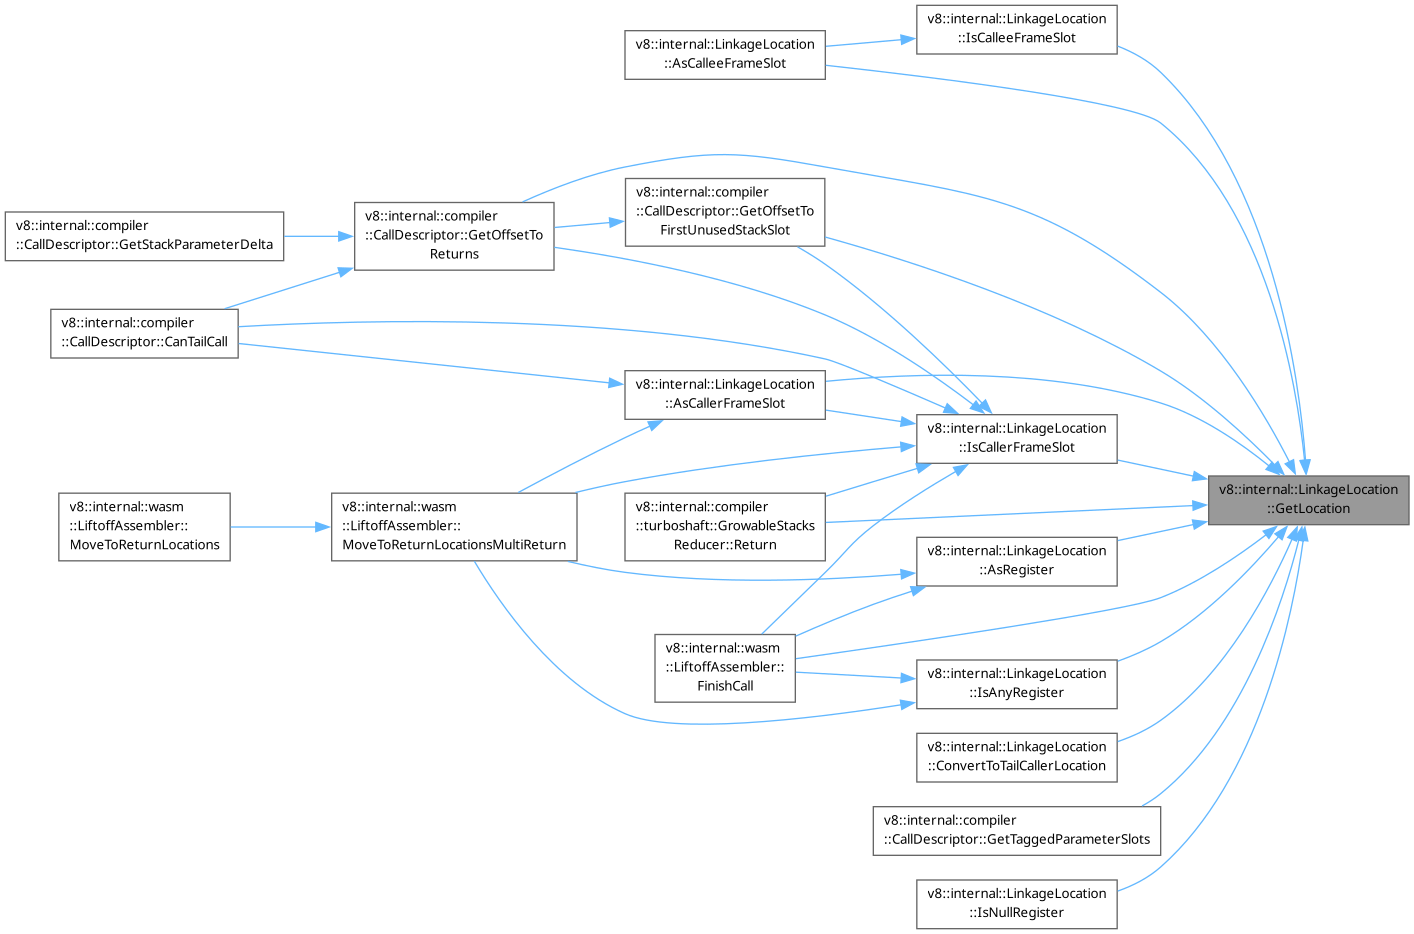 v8::internal::LinkageLocation
::IsCalleeFrameSlot
v8::internal::LinkageLocation
::AsCalleeFrameSlot
v8::internal::compiler
::CallDescriptor::GetOffsetTo
FirstUnusedStackSlot
v8::internal::compiler
::CallDescriptor::GetOffsetTo
Returns
v8::internal::compiler
::CallDescriptor::GetStackParameterDelta
v8::internal::compiler
::CallDescriptor::CanTailCall
v8::internal::LinkageLocation
::AsCallerFrameSlot
v8::internal::LinkageLocation
::IsCallerFrameSlot
v8::internal::LinkageLocation
::GetLocation
v8::internal::wasm
::LiftoffAssembler::
MoveToReturnLocations
v8::internal::wasm
::LiftoffAssembler::
MoveToReturnLocationsMultiReturn
v8::internal::compiler
::turboshaft::GrowableStacks
Reducer::Return
v8::internal::LinkageLocation
::AsRegister
v8::internal::wasm
::LiftoffAssembler::
FinishCall
v8::internal::LinkageLocation
::IsAnyRegister
v8::internal::LinkageLocation
::ConvertToTailCallerLocation
v8::internal::compiler
::CallDescriptor::GetTaggedParameterSlots
v8::internal::LinkageLocation
::IsNullRegister